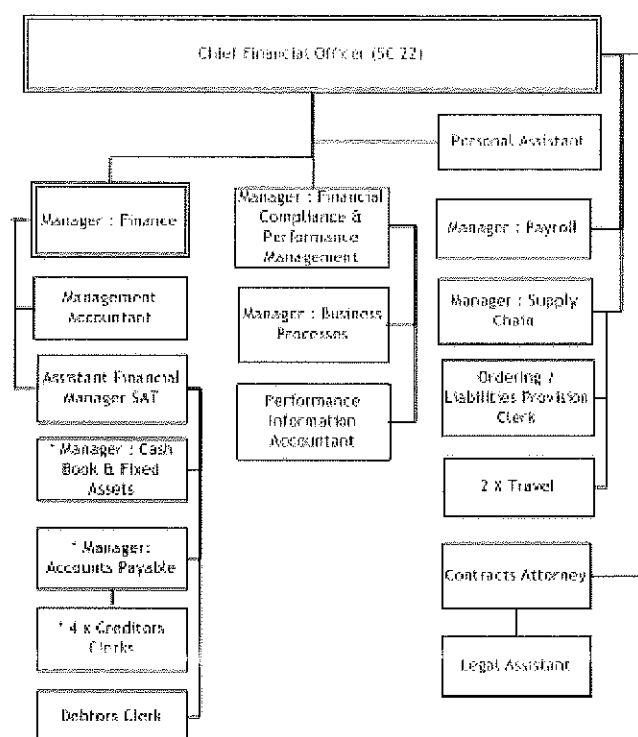 Chief Financial Officer (SC 22)
Personal Assistant
Manager : Finance
Manager : Financial
Compliance &
Performance
Management
Manager : Payroll
Management
Accountant
Manager : Business
Processes
Manager : Supply
Chain
Assistant Financial
Manager SAT
Performance
Information
Accountant
Ordering /
Liabilities Provision
Clerk
* Manager : Cash
Book & Fixed
Assets
2 X Travel
* Manager:
Accounts Payable
Contracts Attorney
* 4 x Creditors
Clerks
Legal Assistant
Debtors Clerk